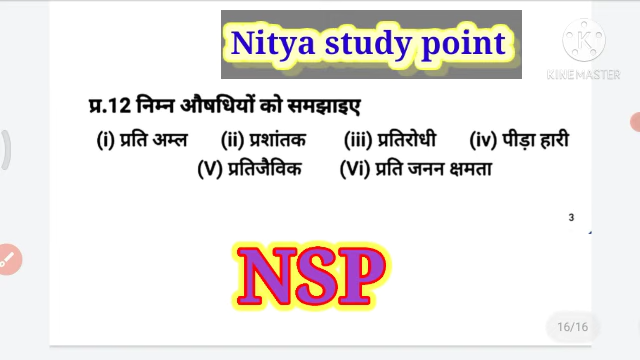 Nitya study point
KINEMASTER
प्र.12 निम्न औषधियों को समझाइए
(i) प्रति अम्ल (ii) प्रशांतक (iii) प्रतिरोधी (iv) पीड़ा हारी
(V) प्रतिजैविक (Vi) प्रति जनन क्षमता
3
NSP
16/16